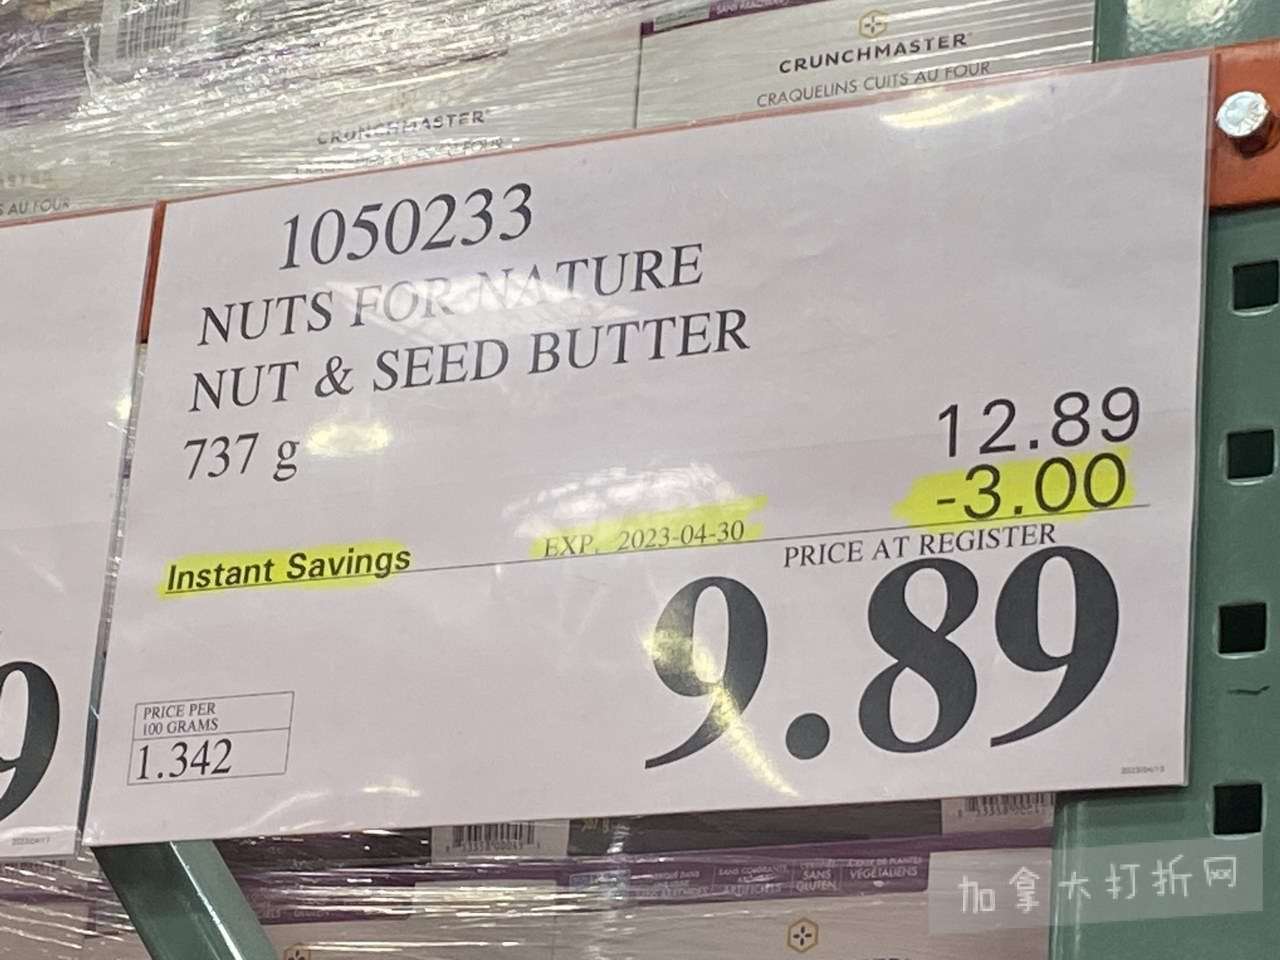 CRUNCHMASTER
CRAQUELINS CUITS AU FOUR
CRUNCHMASTER
AU FOUR
1050233
NUTS FOR NATURE
NUT & SEED BUTTER
737 g
12.89
-3.00
Instant Savings
EXP. 2023-04-30
PRICE AT REGISTER
9.89
PRICE PER
100 GRAMS
1.342
9
SANS
GLUTEN
VÉGÉTALIENS
加拿大打折网